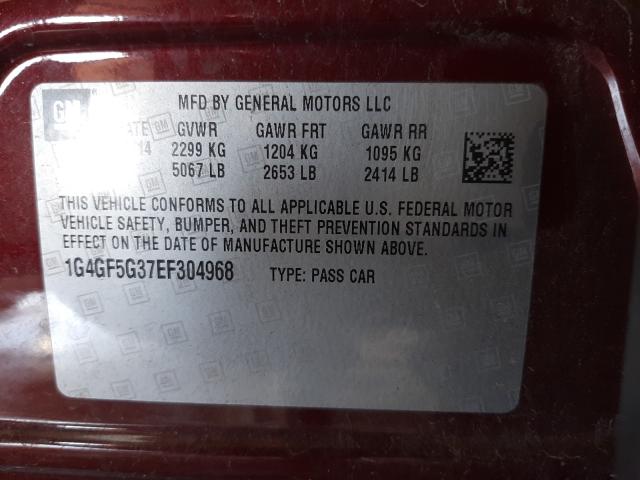 GM
MFD BY GENERAL MOTORS LLC
GVWR GAWR FRT GAWR RR
14 2299 KG 1204 KG 1095 KG
5067 LB 2653 LB 2414 LB
THIS VEHICLE CONFORMS TO ALL APPLICABLE U.S. FEDERAL MOTOR
VEHICLE SAFETY, BUMPER, AND THEFT PREVENTION STANDARDS IN
EFFECT ON THE DATE OF MANUFACTURE SHOWN ABOVE.
1G4GF5G37EF304968 TYPE: PASS CAR